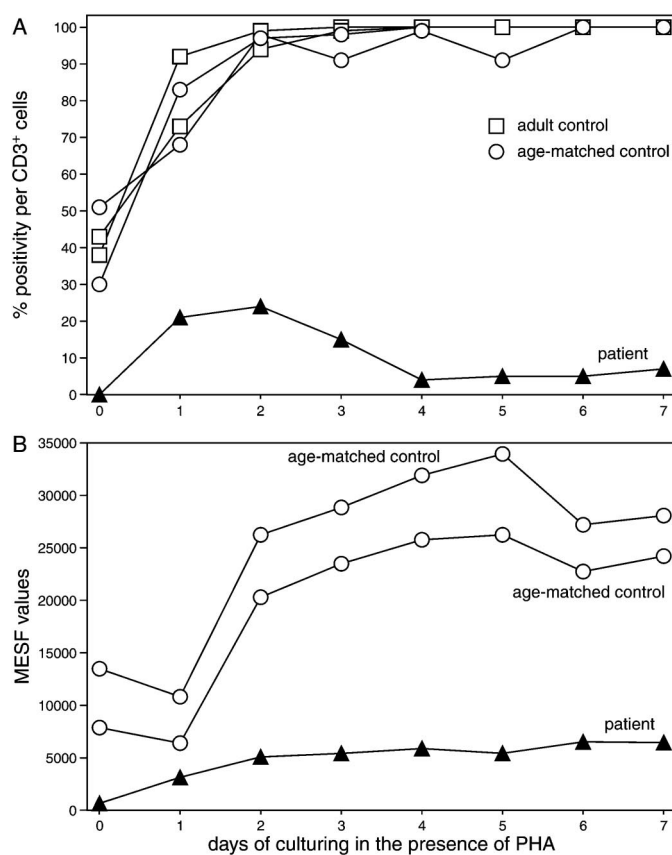 A
% positivity per CD3⁺ cells
100
90
80
70
60
50
40
30
20
10
0
adult control
age-matched control
patient
0 1 2 3 4 5 6 7
B
MESF values
35000
30000
25000
20000
15000
10000
5000
0
age-matched control
age-matched control
patient
0 1 2 3 4 5 6 7
days of culturing in the presence of PHA